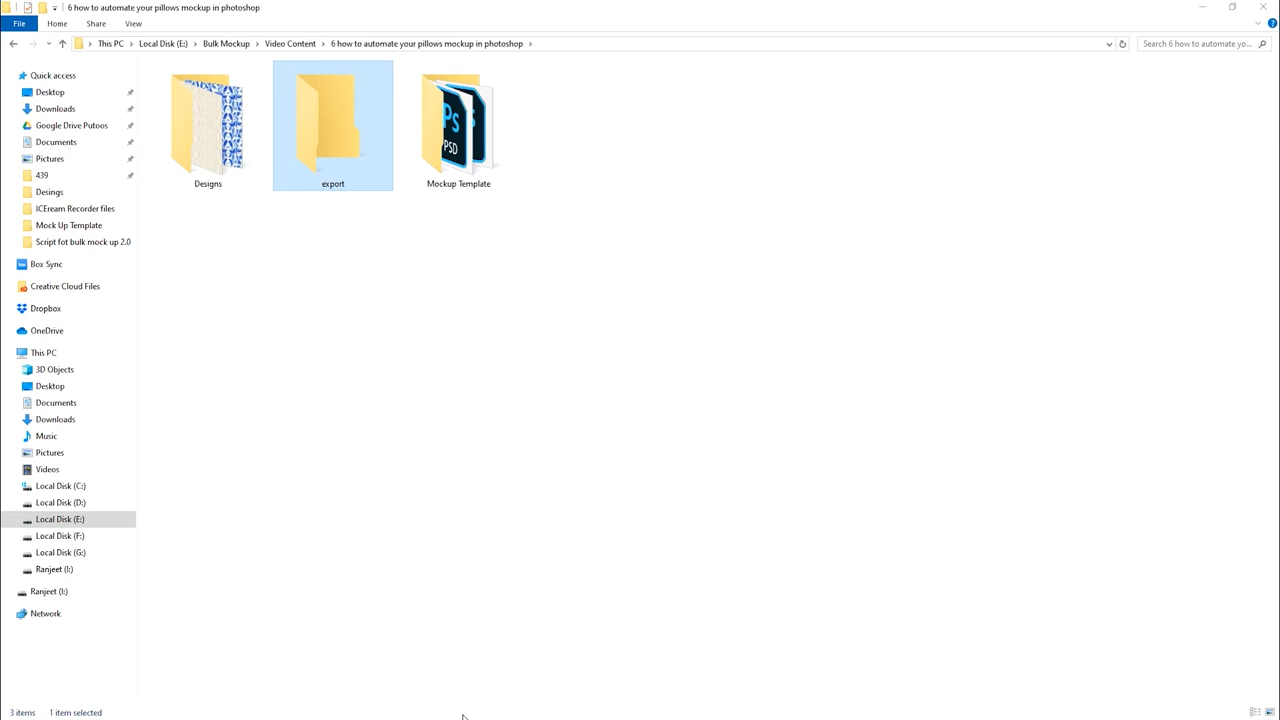 6 how to automate your pillows mockup in photoshop
File Home Share View
This PC Local Disk (E:) Bulk Mockup Video Content 6 how to automate your pillows mockup in photoshop
Search 6 how to automate yo...
Quick access
Desktop
Downloads
Google Drive Putoos
Documents
Pictures
439
Desings
ICEream Recorder files
Mock Up Template
Script fot bulk mock up 2.0
Box Sync
Creative Cloud Files
Dropbox
OneDrive
This PC
3D Objects
Desktop
Documents
Downloads
Music
Pictures
Videos
Local Disk (C:)
Local Disk (D:)
Local Disk (E:)
Local Disk (F:)
Local Disk (G:)
Ranjeet (I:)
Ranjeet (I:)
Network
Ps
PSD
Designs
export
Mockup Template
3 items 1 item selected